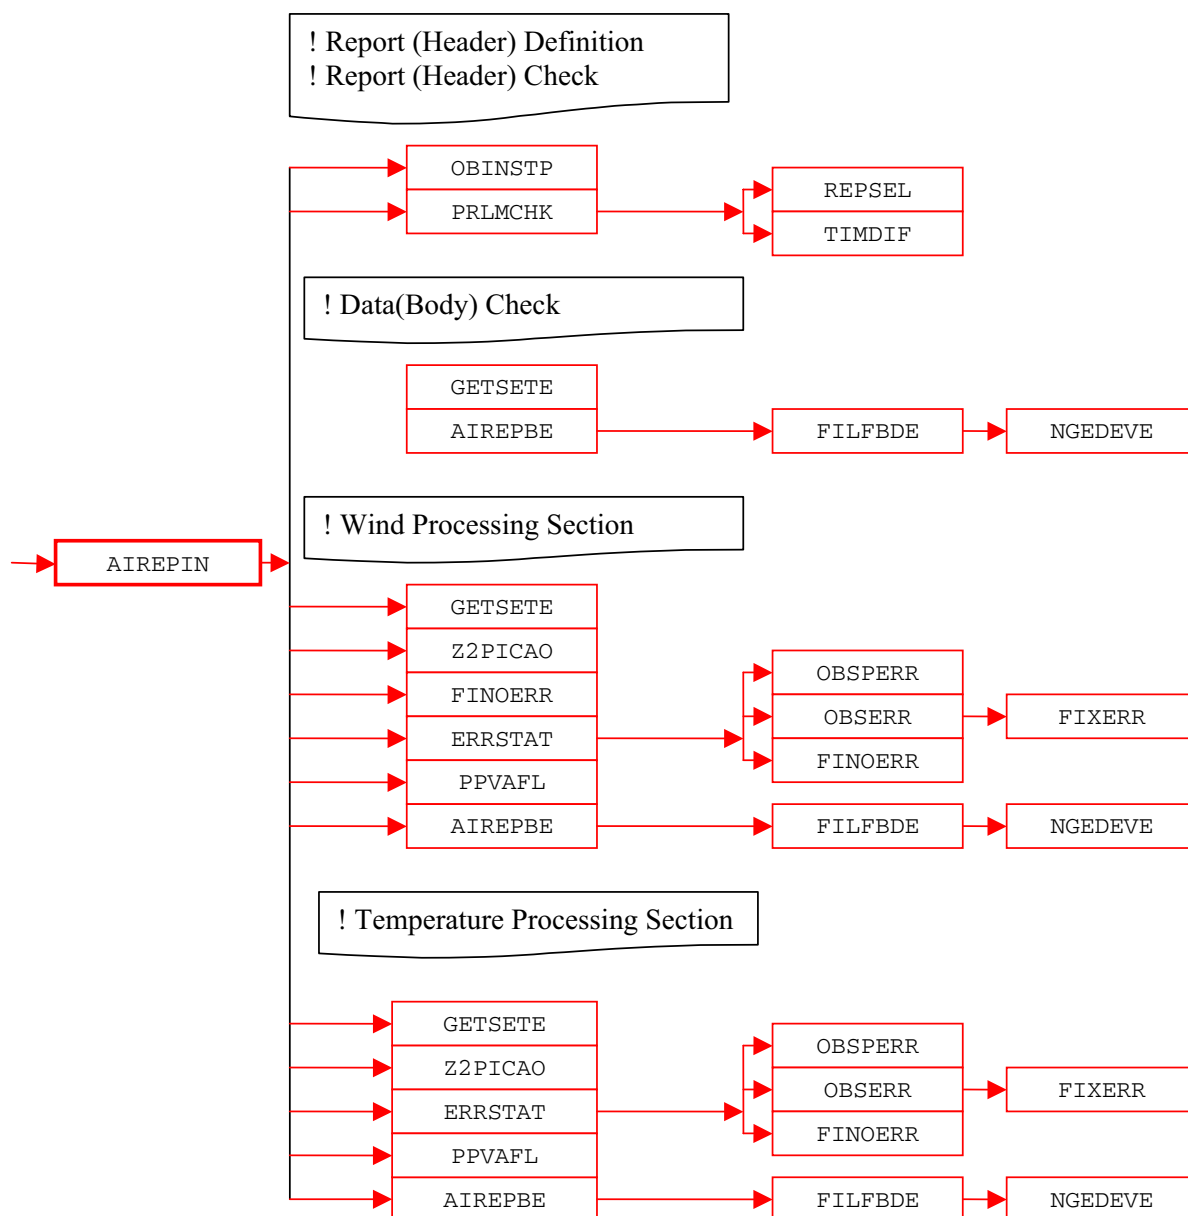 ! Report (Header) Definition
! Report (Header) Check
OBINSTP
PRLMCHK
REPSEL
TIMDIF
! Data(Body) Check
GETSETE
AIREPBE
FILFBDE
NGEDEVE
! Wind Processing Section
AIREPIN
GETSETE
Z2PICAO
FINOERR
ERRSTAT
PPVAFL
AIREPBE
OBSPERR
OBSERR
FINOERR
FIXERR
FILFBDE
NGEDEVE
! Temperature Processing Section
GETSETE
Z2PICAO
ERRSTAT
PPVAFL
AIREPBE
OBSPERR
OBSERR
FINOERR
FIXERR
FILFBDE
NGEDEVE